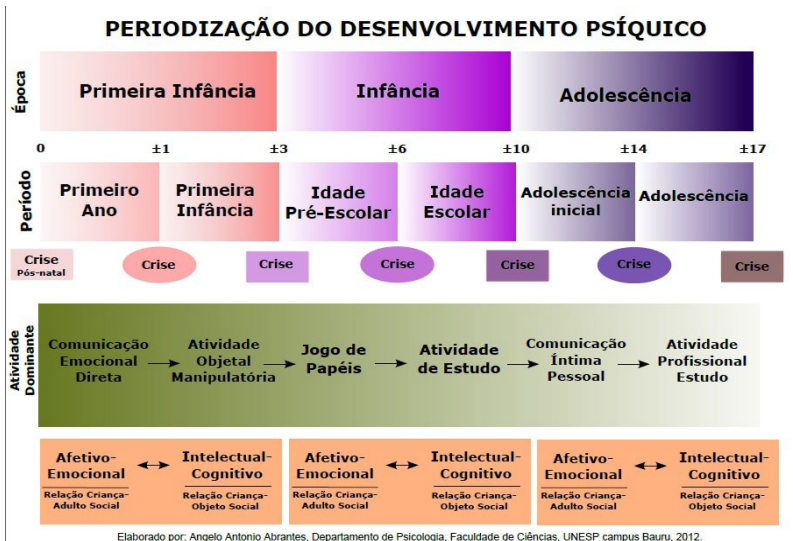 PERIODIZAÇÃO DO DESENVOLVIMENTO PSÍQUICO
Época
Primeira Infância
Infância
Adolescência
0 ±1 ±3 ±6 ±10 ±14 ±17
Período
Primeiro
Ano
Primeira
Infância
Idade
Pré-Escolar
Idade
Escolar
Adolescência
inicial
Adolescência
Crise
Pós-natal
Crise
Crise
Crise
Crise
Crise
Crise
Atividade
Dominante
Comunicação
Emocional
Direta
Atividade
Objetal
Manipulatória
Jogo de
Papéis
Atividade
de Estudo
Comunicação
Íntima
Pessoal
Atividade
Profissional
Estudo
Afetivo-
Emocional
Relação Criança-
Adulto Social
Intelectual-
Cognitivo
Relação Criança-
Objeto Social
Afetivo-
Emocional
Relação Criança-
Adulto Social
Intelectual-
Cognitivo
Relação Criança-
Objeto Social
Afetivo-
Emocional
Relação Criança-
Adulto Social
Intelectual-
Cognitivo
Relação Criança-
Objeto Social
Elaborado por: Angelo Antonio Abrantes, Departamento de Psicologia, Faculdade de Ciências, UNESP campus Bauru, 2012.